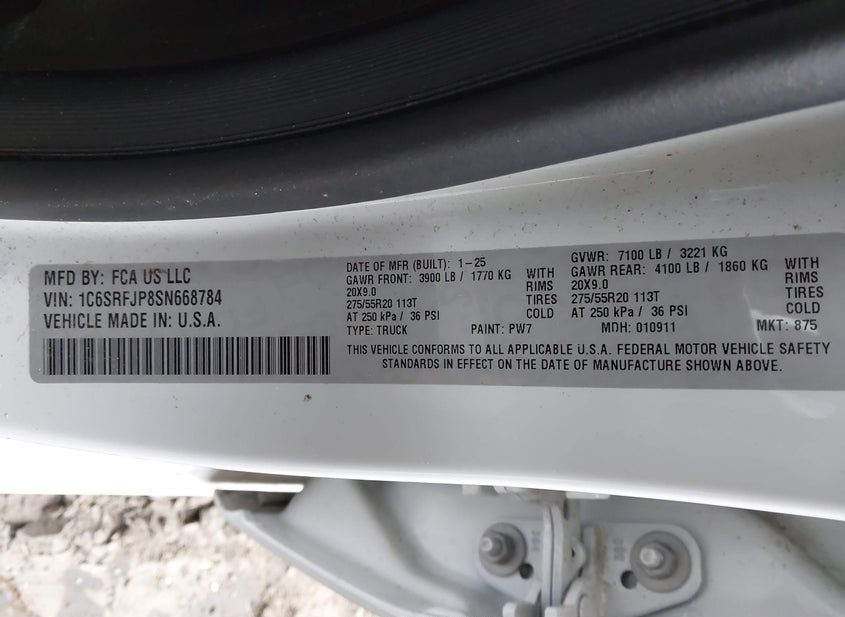 MFD BY: FCA US LLC
VIN: 1C6SRFJP8SN668784
VEHICLE MADE IN: U.S.A.
DATE OF MFR (BUILT): 1-25
GAWR FRONT: 3900 LB / 1770 KG WITH
20X9.0 RIMS
275/55R20 113T TIRES
AT 250 kPa / 36 PSI COLD
TYPE: TRUCK PAINT: PW7
GVWR: 7100 LB / 3221 KG
GAWR REAR: 4100 LB / 1860 KG WITH
20X9.0 RIMS
275/55R20 113T TIRES
AT 250 kPa / 36 PSI COLD
MDH: 010911 MKT: 875
THIS VEHICLE CONFORMS TO ALL APPLICABLE U.S.A. FEDERAL MOTOR VEHICLE SAFETY
STANDARDS IN EFFECT ON THE DATE OF MANUFACTURE SHOWN ABOVE.